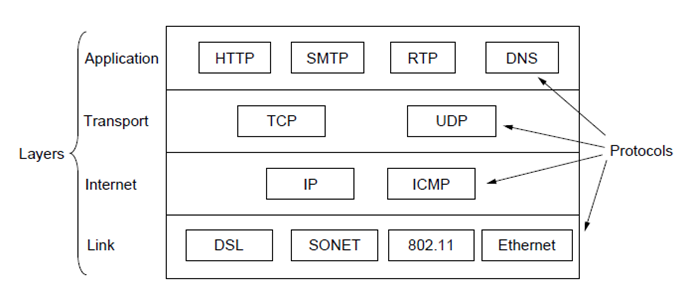 Application HTTP SMTP RTP DNS
Transport TCP UDP
Layers Protocols
Internet IP ICMP
Link DSL SONET 802.11 Ethernet